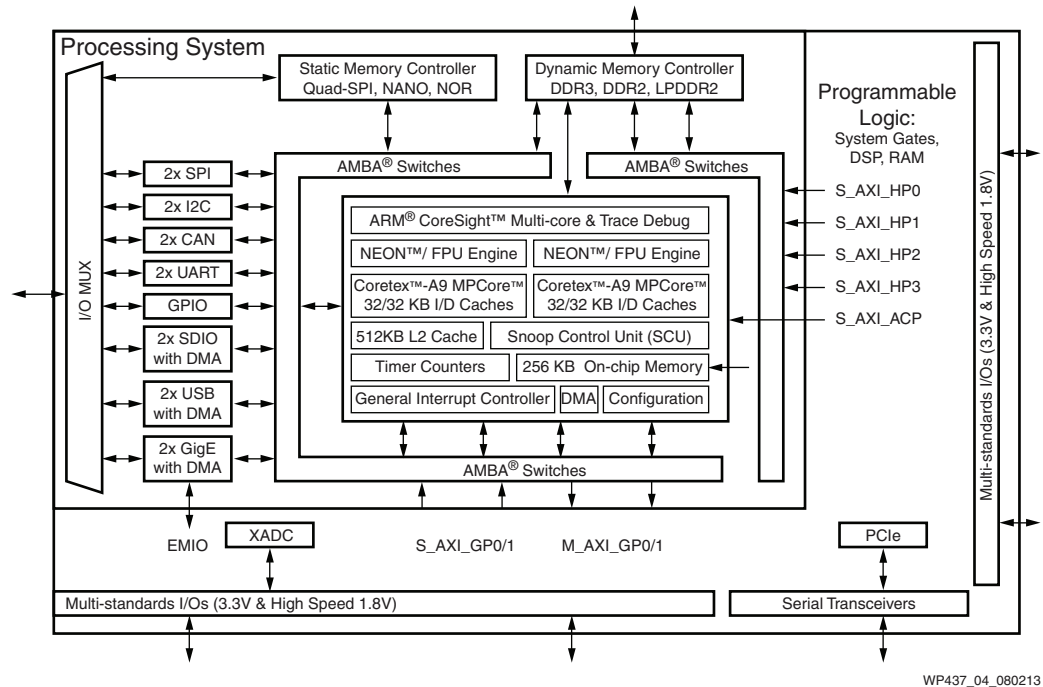 Processing System
Static Memory Controller
Quad-SPI, NANO, NOR
Dynamic Memory Controller
DDR3, DDR2, LPDDR2
Programmable
Logic:
System Gates,
DSP, RAM
I/O MUX
2x SPI
2x I2C
2x CAN
2x UART
GPIO
2x SDIO
with DMA
2x USB
with DMA
2x GigE
with DMA
AMBA® Switches
AMBA® Switches
ARM® CoreSight™ Multi-core & Trace Debug
NEON™/ FPU Engine
NEON™/ FPU Engine
Coretex™-A9 MPCore™
32/32 KB I/D Caches
Coretex™-A9 MPCore™
32/32 KB I/D Caches
512KB L2 Cache
Snoop Control Unit (SCU)
Timer Counters
256 KB On-chip Memory
General Interrupt Controller
DMA
Configuration
AMBA® Switches
S_AXI_HP0
S_AXI_HP1
S_AXI_HP2
S_AXI_HP3
S_AXI_ACP
Multi-standards I/Os (3.3V & High Speed 1.8V)
EMIO
XADC
S_AXI_GP0/1
M_AXI_GP0/1
PCIe
Multi-standards I/Os (3.3V & High Speed 1.8V)
Serial Transceivers
WP437_04_080213